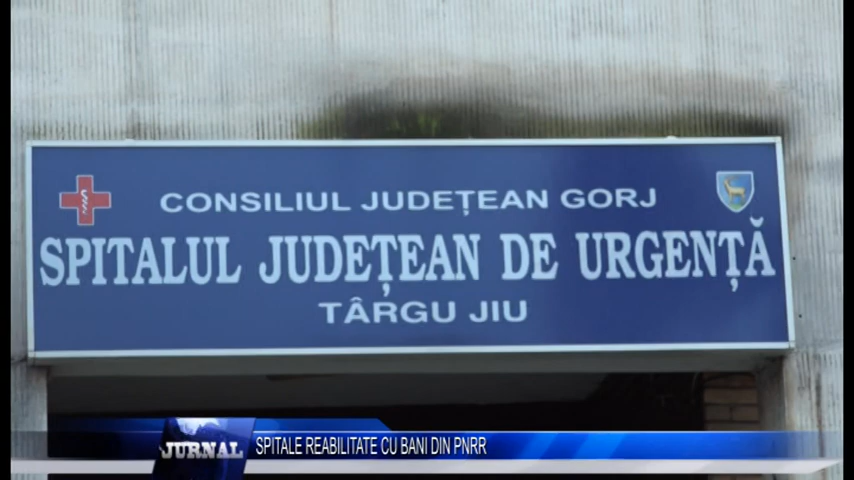 CONSILIUL JUDEȚEAN GORJ
SPITALUL JUDEȚEAN DE URGENȚĂ
TÂRGU JIU
JURNAL
SPITALE REABILITATE CU BANI DIN PNRR